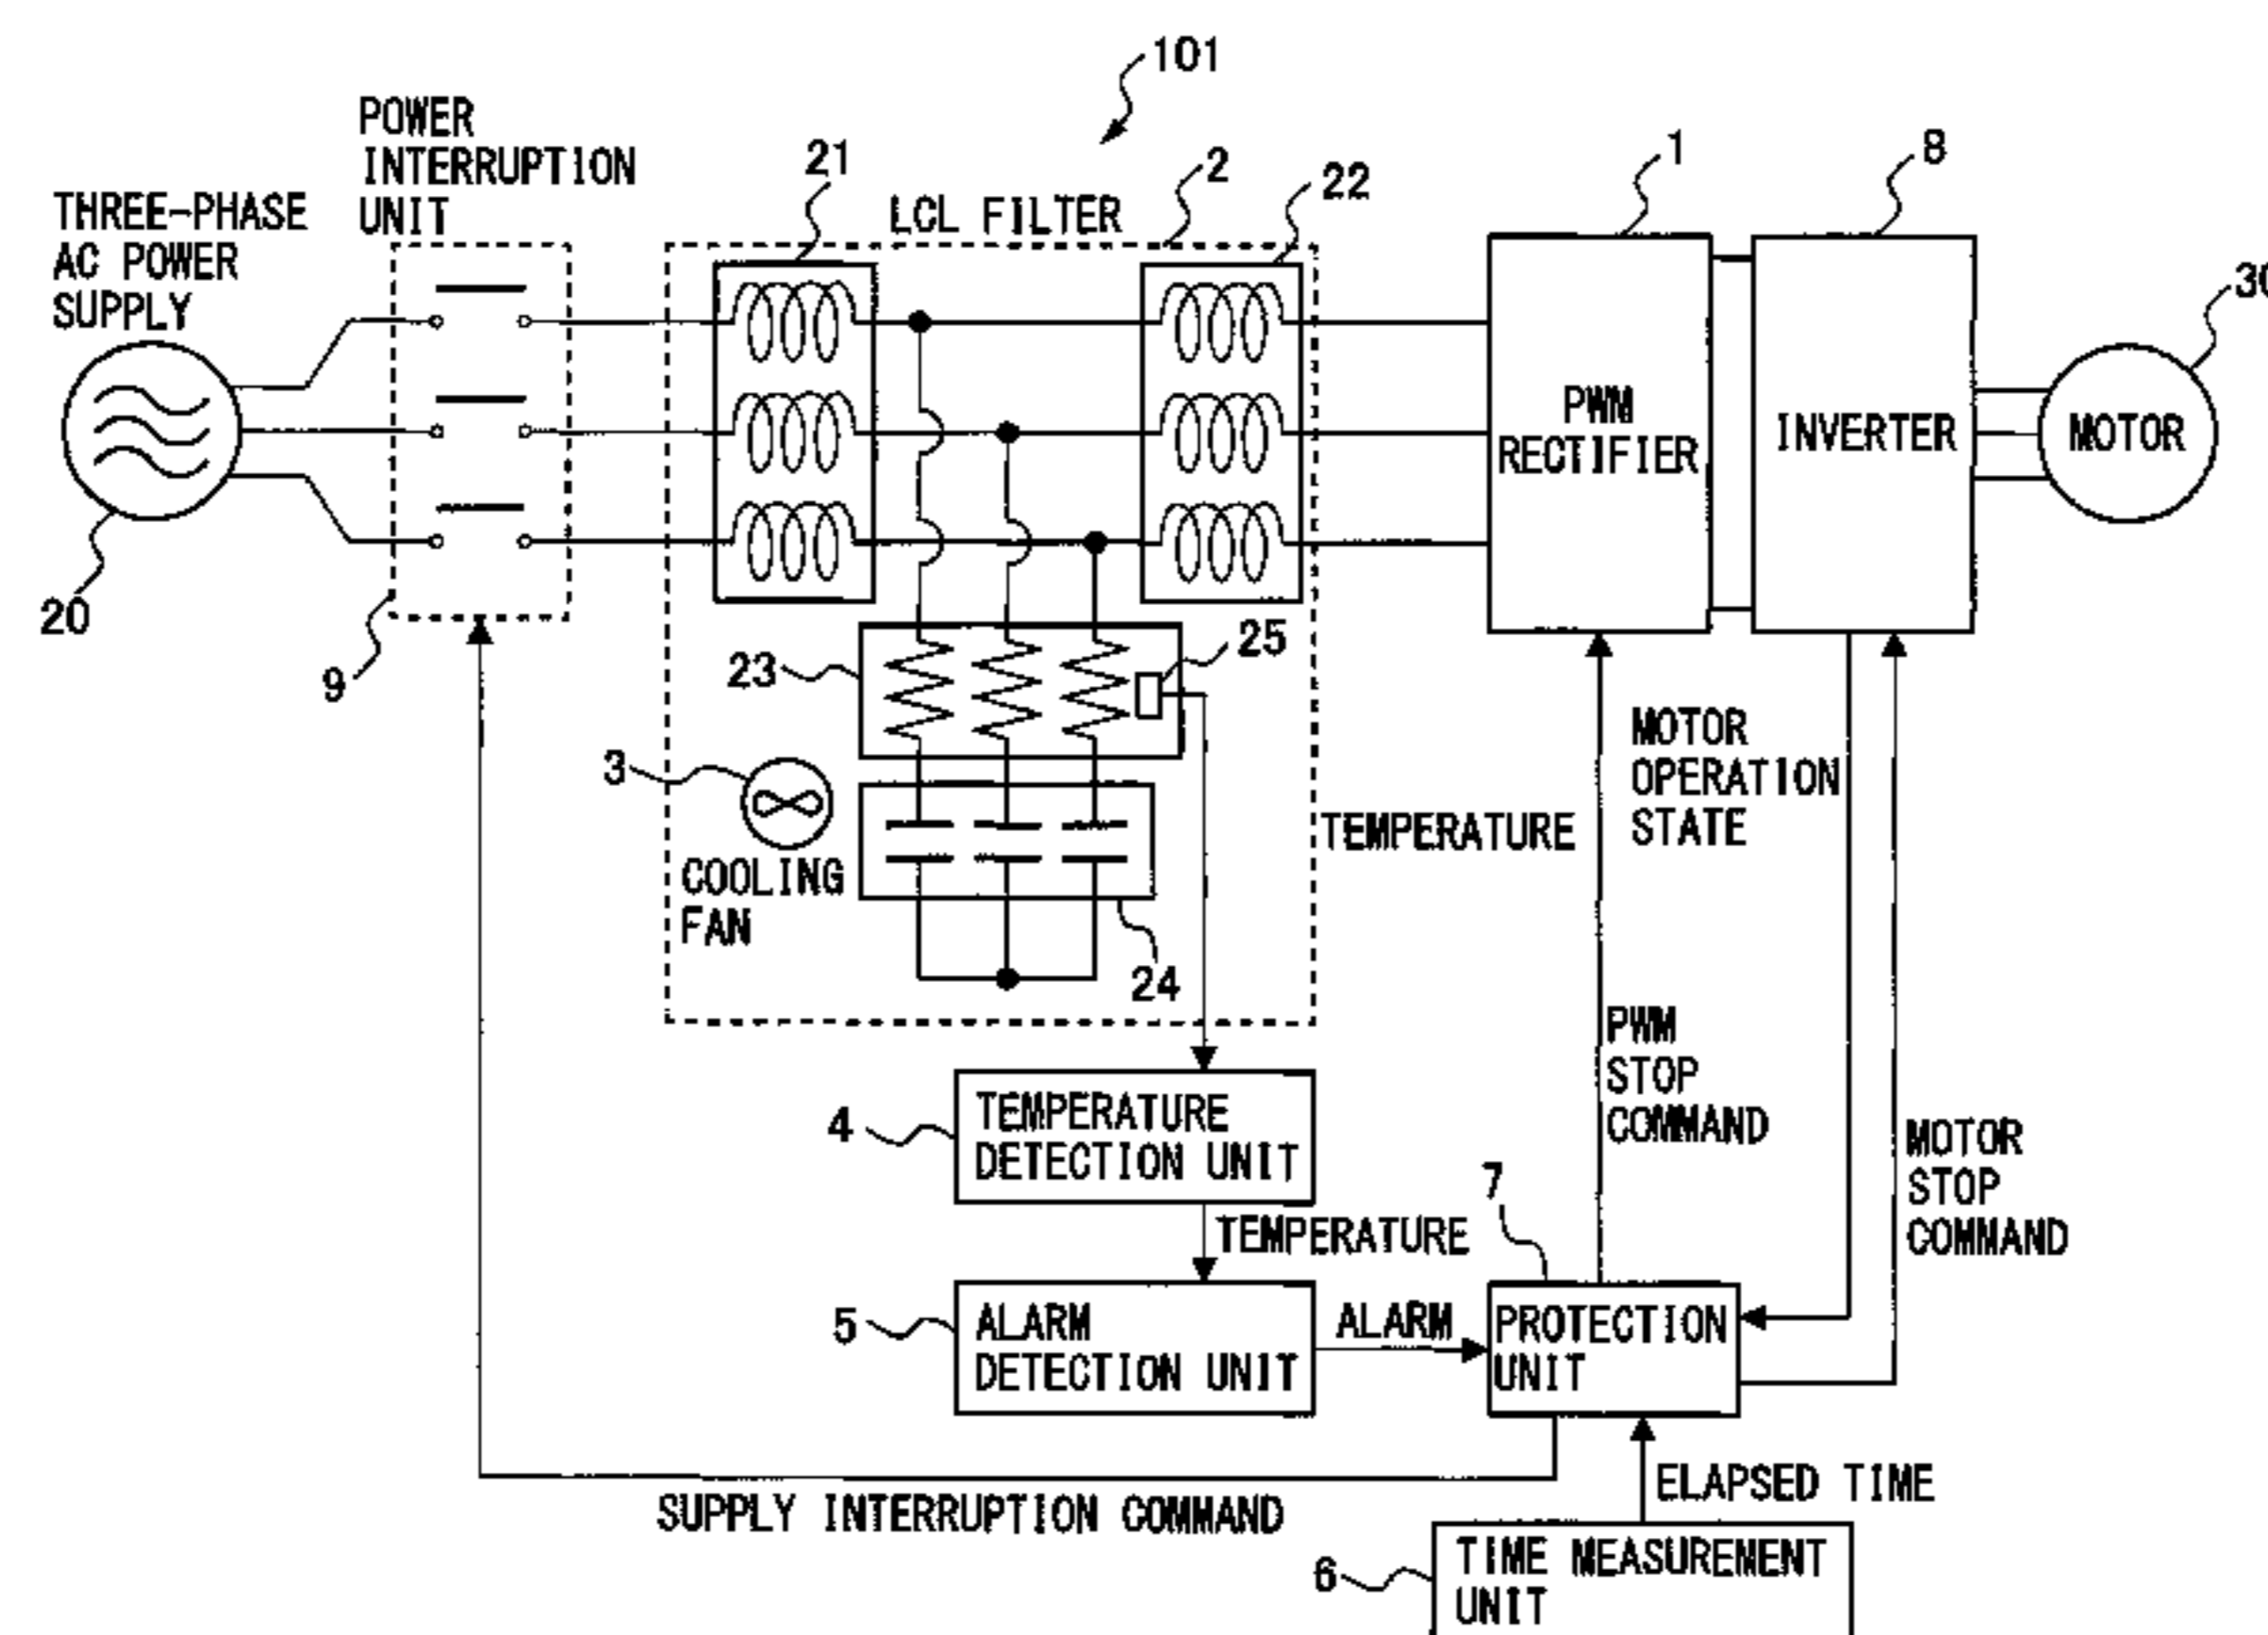 101
POWER
INTERRUPTION
UNIT
THREE-PHASE
AC POWER
SUPPLY
21
LCL FILTER
2
22
1
8
30
PWM
RECTIFIER
INVERTER
MOTOR
20
9
23
25
3
COOLING
FAN
24
TEMPERATURE
MOTOR
OPERATION
STATE
PWM
STOP
COMMAND
MOTOR
STOP
COMMAND
4
TEMPERATURE
DETECTION UNIT
TEMPERATURE
7
5
ALARM
DETECTION UNIT
ALARM
PROTECTION
UNIT
SUPPLY INTERRUPTION COMMAND
ELAPSED TIME
6
TIME MEASUREMENT
UNIT